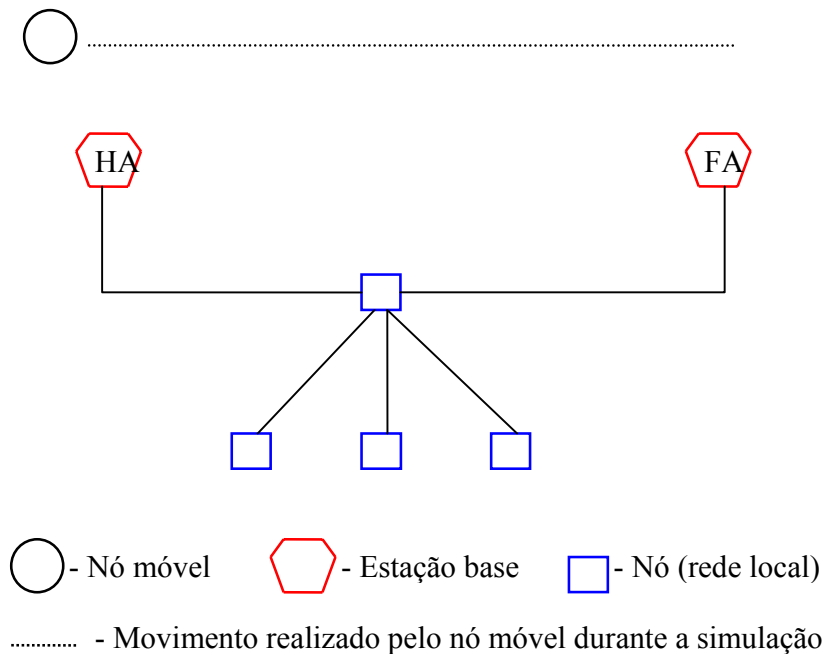 HA
FA
- Nó móvel
- Estação base
- Nó (rede local)
- Movimento realizado pelo nó móvel durante a simulação